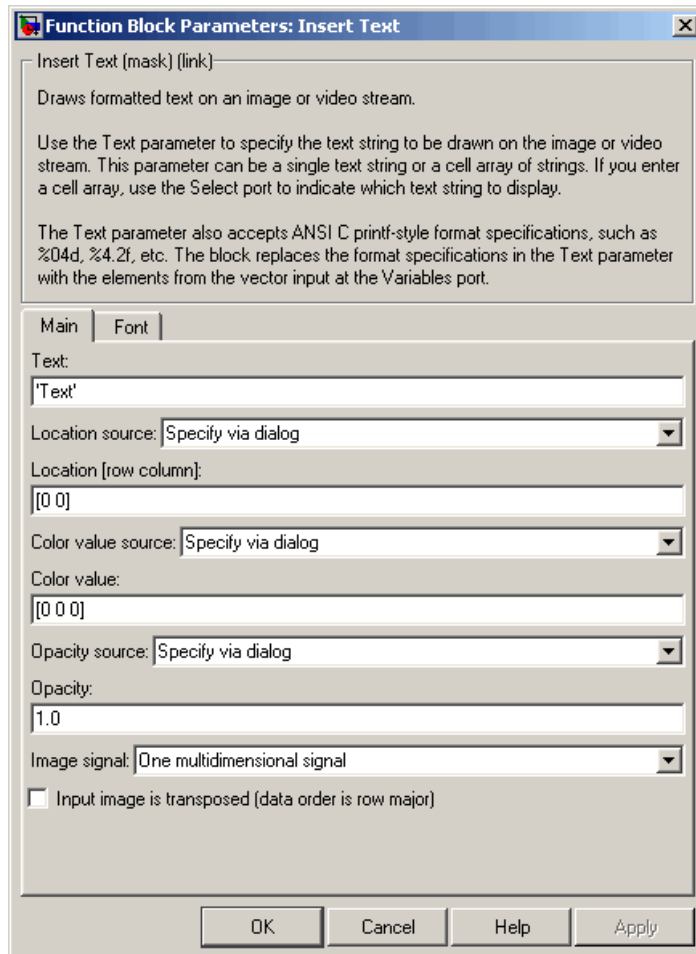 Function Block Parameters: Insert Text
Insert Text (mask) (link)
Draws formatted text on an image or video stream.
Use the Text parameter to specify the text string to be drawn on the image or video
stream. This parameter can be a single text string or a cell array of strings. If you enter
a cell array, use the Select port to indicate which text string to display.
The Text parameter also accepts ANSI C printf-style format specifications, such as
%04d, %4.2f, etc. The block replaces the format specifications in the Text parameter
with the elements from the vector input at the Variables port.
Main Font
Text:
'Text'
Location source: Specify via dialog
Location [row column]:
[0 0]
Color value source: Specify via dialog
Color value:
[0 0 0]
Opacity source: Specify via dialog
Opacity:
1.0
Image signal: One multidimensional signal
Input image is transposed (data order is row major)
OK Cancel Help Apply